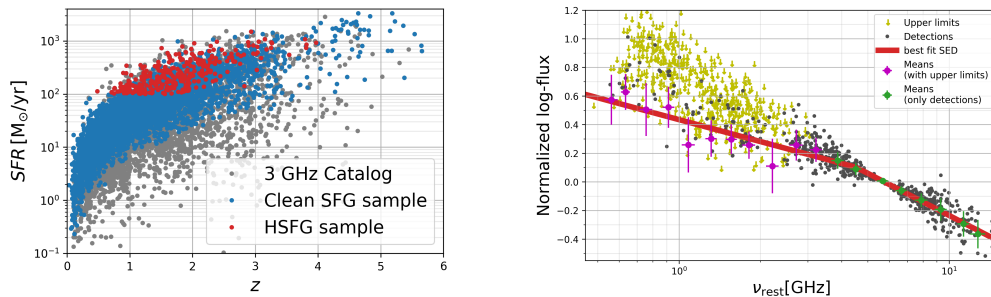 SFR [M⊙/yr]
10³
10²
10¹
10⁰
10⁻¹
0
1
2
3
4
5
6
z
3 GHz Catalog
Clean SFG sample
HSFG sample
Normalized log-flux
1.2
1.0
0.8
0.6
0.4
0.2
0.0
−0.2
−0.4
10⁰
10¹
νrest[GHz]
Upper limits
Detections
best fit SED
Means
(with upper limits)
Means
(only detections)